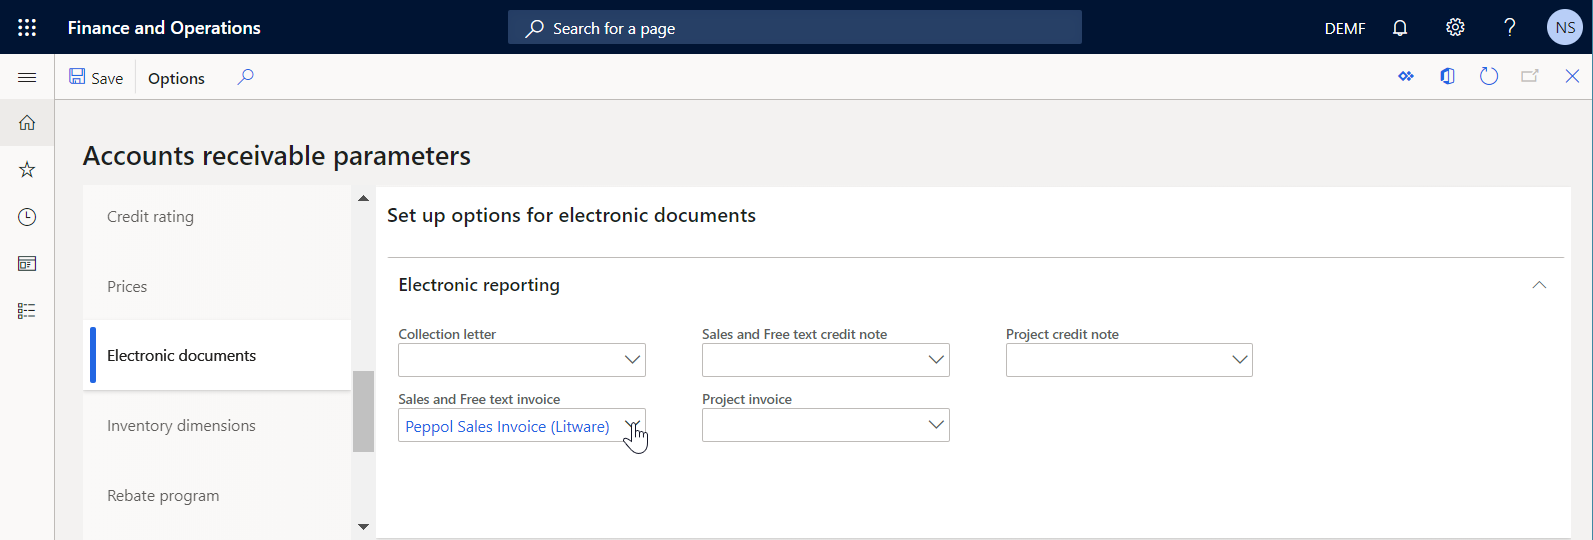 Finance and Operations
Search for a page
DEMF
?
NS
Save
Options
Accounts receivable parameters
Credit rating
Prices
Electronic documents
Inventory dimensions
Rebate program
Set up options for electronic documents
Electronic reporting
Collection letter
Sales and Free text credit note
Project credit note
Sales and Free text invoice
Project invoice
Peppol Sales Invoice (Litware)